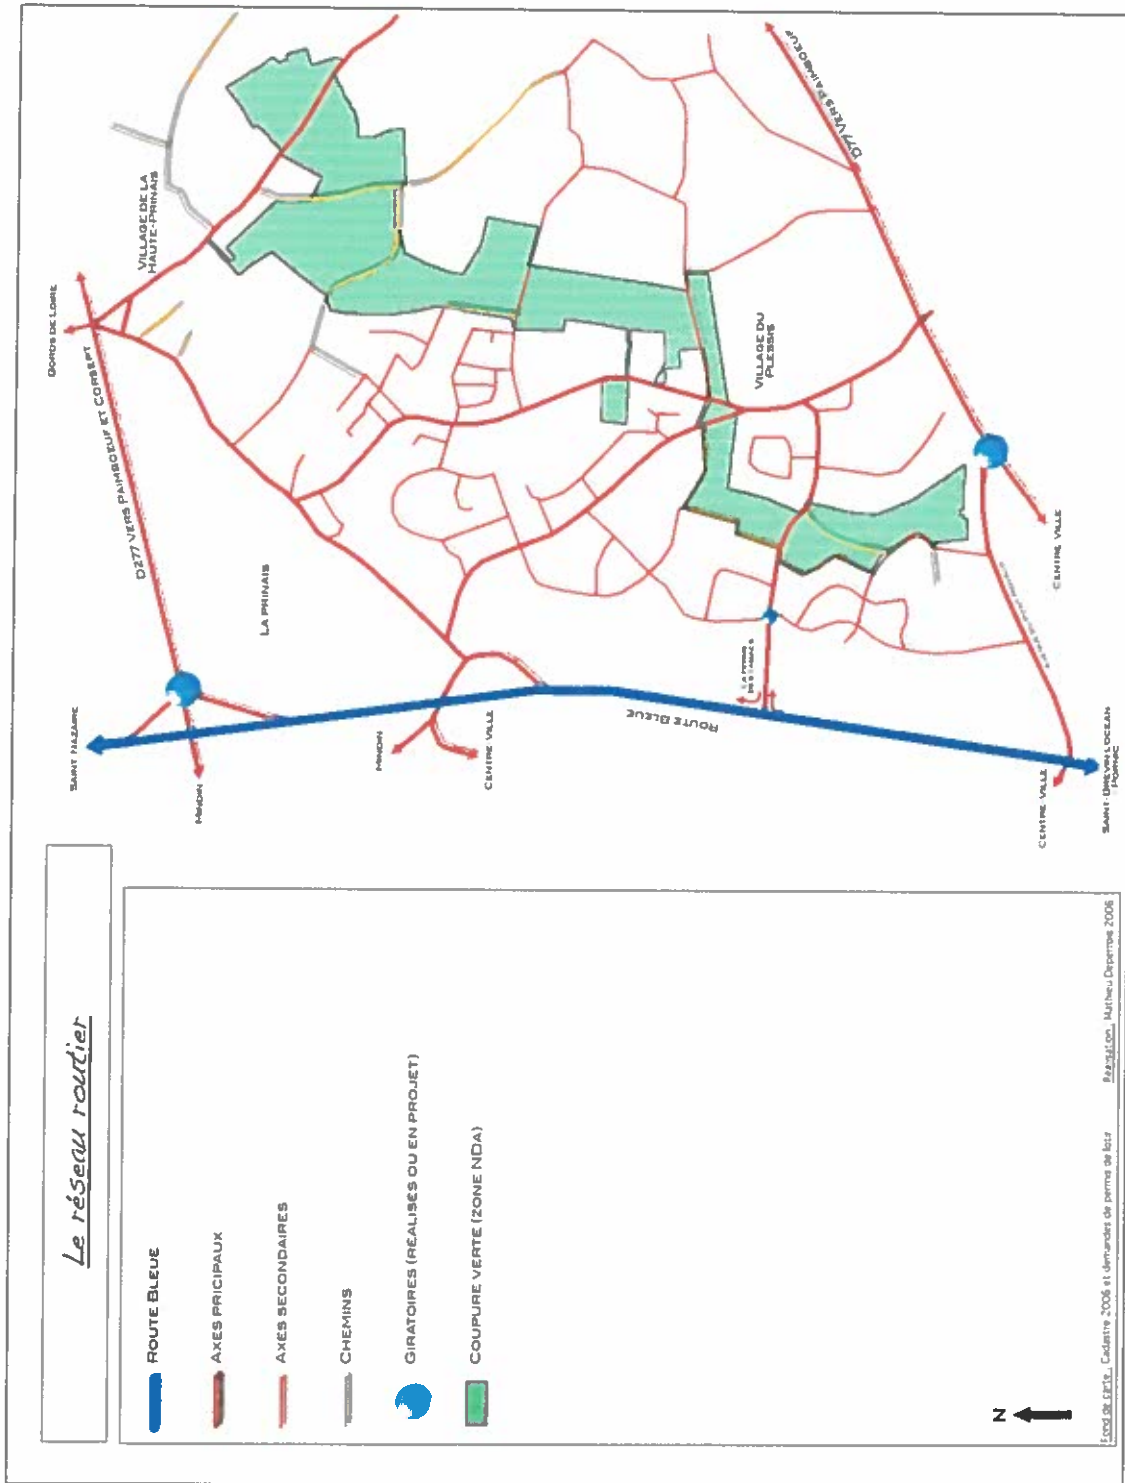 Le réseau routier
ROUTE BLEUE
AXES PRICIPAUX
AXES SECONDAIRES
CHEMINS
GIRATOIRES (RÉALISÉS OU EN PROJET)
COUPURE VERTE (ZONE NDA)
N
Fond de carte : Cadastre 2006 et demandes de permis de lotir
Réalisation : Mathieu Deperrois 2006
SAINT NAZAIRE
MINDIN
D277 VERS PAIMBOEUF ET CORSEPT
BORDS DE LOIRE
VILLAGE DE LA
HAUTE-PRINAIS
LA PRINAIS
MINDIN
CENTRE VILLE
ROUTE BLEUE
VILLAGE DU
PLESSIS
D77 VERS PAIMBOEUF
CENTRE VILLE
CENTRE VILLE
SAINT-BREVIN L'OCEAN
PORNIC